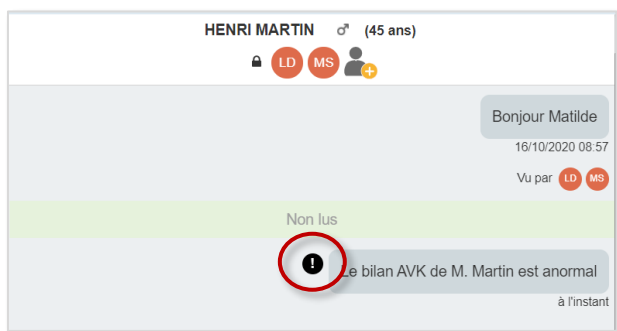 HENRI MARTIN ♂ (45 ans)
LD MS
Bonjour Matilde
16/10/2020 08:57
Vu par LD MS
Non lus
! Le bilan AVK de M. Martin est anormal
à l'instant